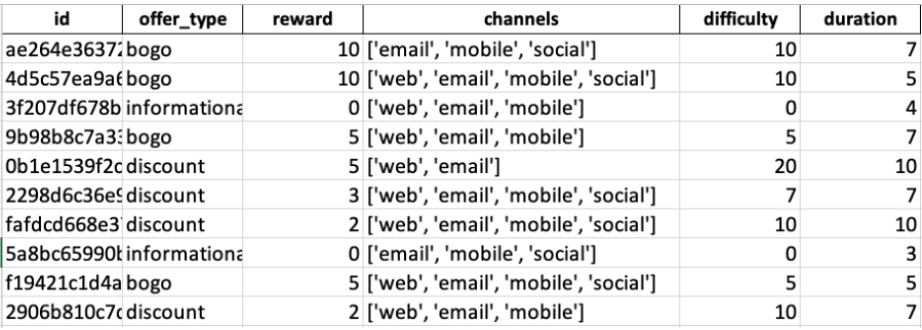 id offer_type reward channels difficulty duration
ae264e36372 bogo 10 ['email', 'mobile', 'social'] 10 7
4d5c57ea9a6 bogo 10 ['web', 'email', 'mobile', 'social'] 10 5
3f207df678b informationa 0 ['web', 'email', 'mobile'] 0 4
9b98b8c7a33 bogo 5 ['web', 'email', 'mobile'] 5 7
0b1e1539f2c discount 5 ['web', 'email'] 20 10
2298d6c36e9 discount 3 ['web', 'email', 'mobile', 'social'] 7 7
fafdcd668e3 discount 2 ['web', 'email', 'mobile', 'social'] 10 10
5a8bc65990b informationa 0 ['email', 'mobile', 'social'] 0 3
f19421c1d4a bogo 5 ['web', 'email', 'mobile', 'social'] 5 5
2906b810c7 discount 2 ['web', 'email', 'mobile'] 10 7